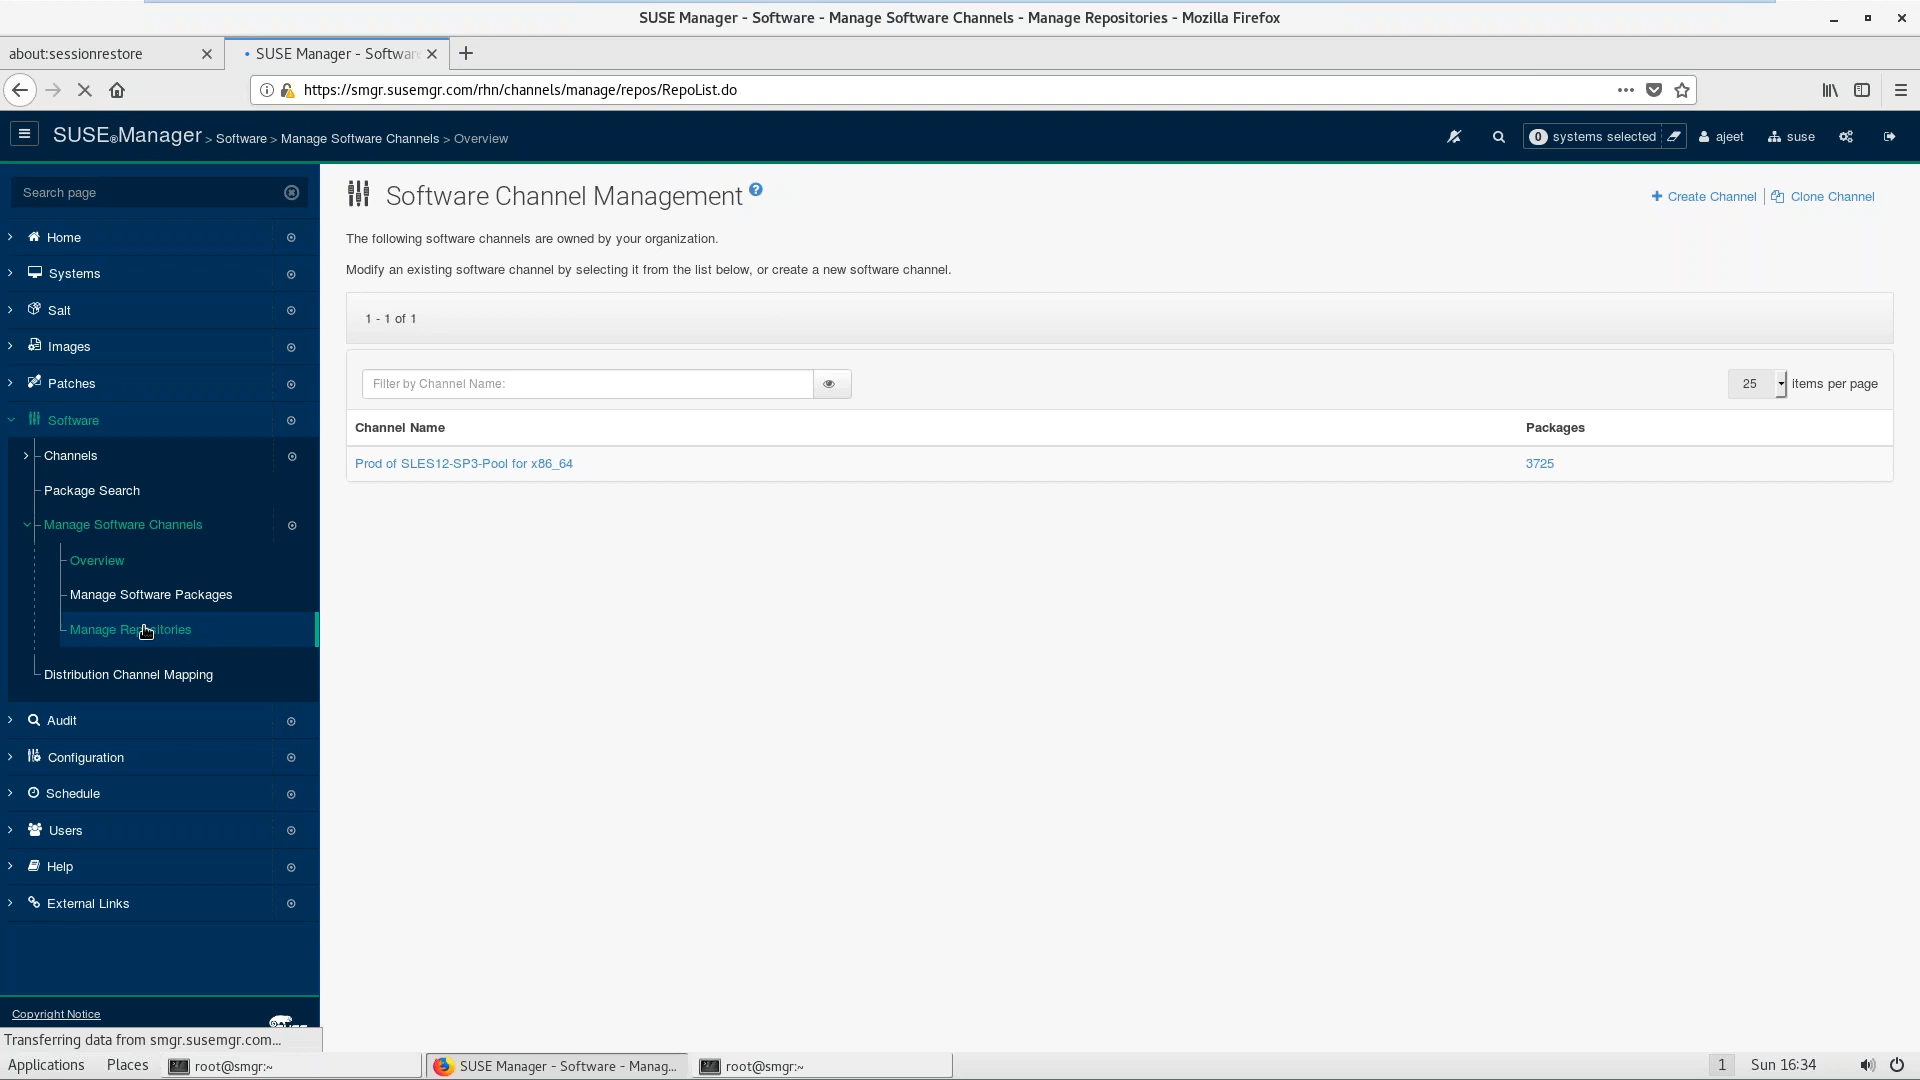 SUSE Manager - Software - Manage Software Channels - Manage Repositories - Mozilla Firefox
about:sessionrestore
SUSE Manager - Software
https://smgr.susemgr.com/rhn/channels/manage/repos/RepoList.do
SUSE Manager > Software > Manage Software Channels > Overview
0 systems selected
ajeet
suse
Search page
Home
Systems
Salt
Images
Patches
Software
Channels
Package Search
Manage Software Channels
Overview
Manage Software Packages
Manage Repositories
Distribution Channel Mapping
Audit
Configuration
Schedule
Users
Help
External Links
Copyright Notice
Transferring data from smgr.susemgr.com...
Software Channel Management
Create Channel
Clone Channel
The following software channels are owned by your organization.
Modify an existing software channel by selecting it from the list below, or create a new software channel.
1 - 1 of 1
Filter by Channel Name:
25 items per page
Channel Name Packages
Prod of SLES12-SP3-Pool for x86_64 3725
Applications Places root@smgr:~ SUSE Manager - Software - Manag... root@smgr:~ 1 Sun 16:34